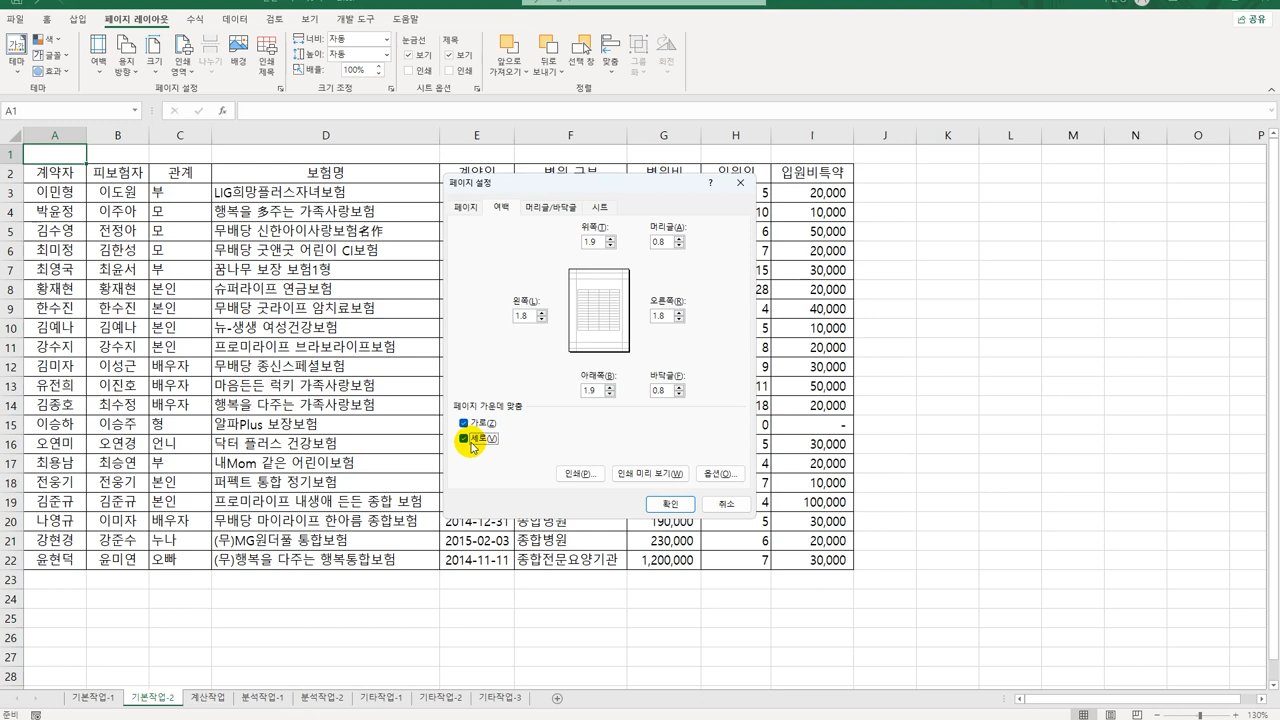 파일 홈 삽입 페이지 레이아웃 수식 데이터 검토 보기 개발 도구 도움말 공유
테마 색 글꼴 효과 여백 용지 방향 크기 인쇄 영역 나누기 배경 인쇄 제목 너비: 자동 높이: 자동 배율: 100% 눈금선 보기 인쇄 제목 보기 인쇄 앞으로 가져오기 뒤로 보내기 선택 창 맞춤 그룹화 회전
테마 페이지 설정 크기 조정 시트 옵션 정렬
A1 fx
A B C D E F G H I J K L M N O P
1
2 계약자 피보험자 관계 보험명 입원비특약
3 이민형 이도원 부 LIG희망플러스자녀보험 5 20,000
4 박윤정 이주아 모 행복을 多주는 가족사랑보험 10 10,000
5 김수영 전정아 모 무배당 신한아이사랑보험名作 6 50,000
6 최미정 김한성 모 무배당 굿앤굿 어린이 CI보험 7 20,000
7 최영국 최윤서 부 꿈나무 보장 보험1형 15 30,000
8 황재현 황재현 본인 슈퍼라이프 연금보험 28 20,000
9 한수진 한수진 본인 무배당 굿라이프 암치료보험 4 40,000
10 김예나 김예나 본인 뉴-생생 여성건강보험 5 10,000
11 강수지 강수지 본인 프로미라이프 브라보라이프보험 8 20,000
12 김미자 이성근 배우자 무배당 종신스페셜보험 9 30,000
13 유전희 이진호 배우자 마음든든 럭키 가족사랑보험 11 50,000
14 김종호 최수정 배우자 행복을 다주는 가족사랑보험 18 20,000
15 이승하 이승주 형 알파Plus 보장보험 0 -
16 오연미 오연경 언니 닥터 플러스 건강보험 5 30,000
17 최용남 최승연 부 내Mom 같은 어린이보험 4 20,000
18 전웅기 전웅기 본인 퍼펙트 통합 정기보험 7 10,000
19 김준규 김준규 본인 프로미라이프 내생애 든든 종합 보험 4 100,000
20 나영규 이미자 배우자 무배당 마이라이프 한아름 종합보험 2014-12-31 종합병원 190,000 5 30,000
21 강현경 강준수 누나 (무)MG원더풀 통합보험 2015-02-03 종합병원 230,000 6 20,000
22 윤현덕 윤미연 오빠 (무)행복을 다주는 행복통합보험 2014-11-11 종합전문요양기관 1,200,000 7 30,000
23
24
25
26
27
28
페이지 설정 ?
페이지 여백 머리글/바닥글 시트
위쪽(T): 머리글(A):
1.9 0.8
왼쪽(L): 오른쪽(R):
1.8 1.8
아래쪽(B): 바닥글(F):
1.9 0.8
페이지 가운데 맞춤
가로(Z)
세로(V)
인쇄(P)... 인쇄 미리 보기(W) 옵션(O)...
확인 취소
기본작업-1 기본작업-2 계산작업 분석작업-1 분석작업-2 기타작업-1 기타작업-2 기타작업-3
준비 130%